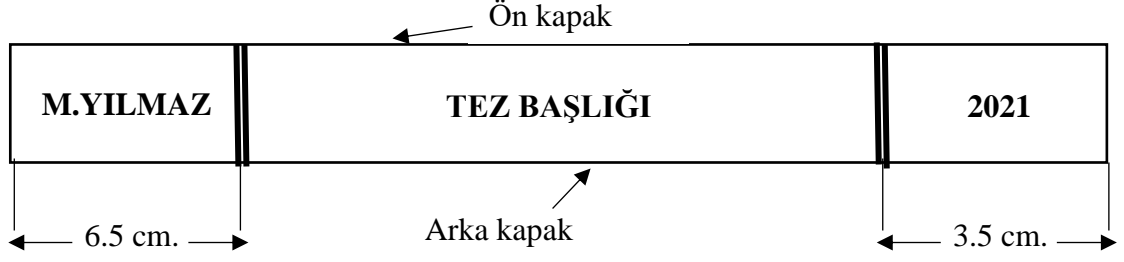 Ön kapak
M.YILMAZ TEZ BAŞLIĞI 2021
Arka kapak
6.5 cm. 3.5 cm.